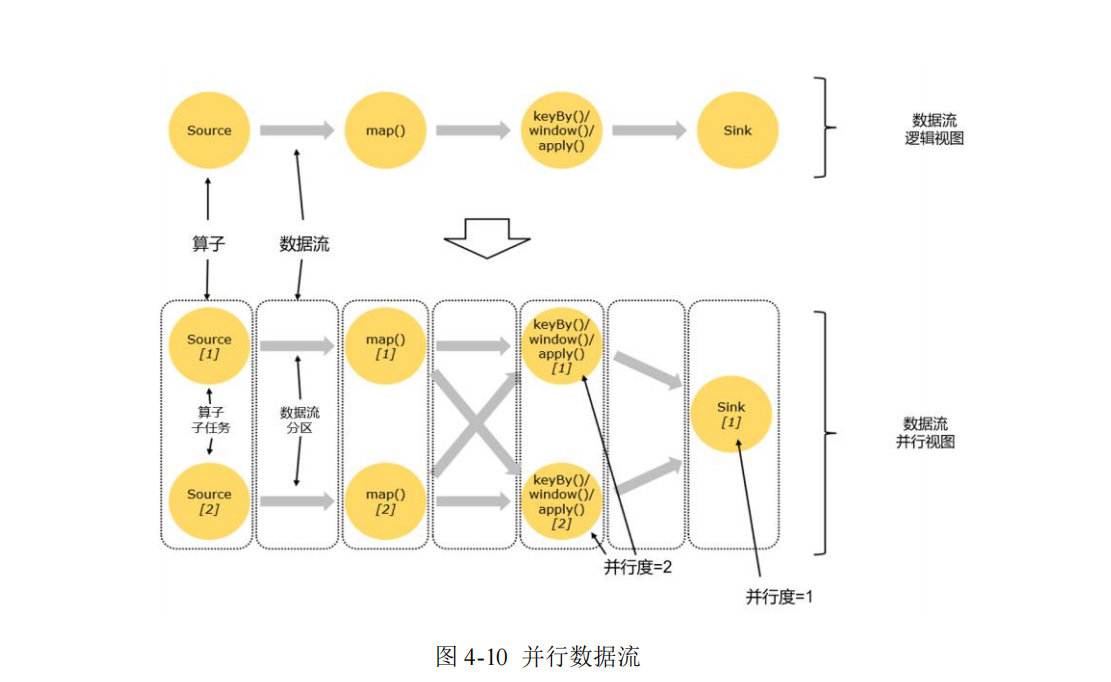 Source
map()
keyBy()/
window()/
apply()
Sink
数据流
逻辑视图
算子
数据流
Source
[1]
map()
[1]
keyBy()/
window()/
apply()
[1]
算子
子任务
数据流
分区
Sink
[1]
数据流
并行视图
Source
[2]
map()
[2]
keyBy()/
window()/
apply()
[2]
并行度=2
并行度=1
图 4-10 并行数据流